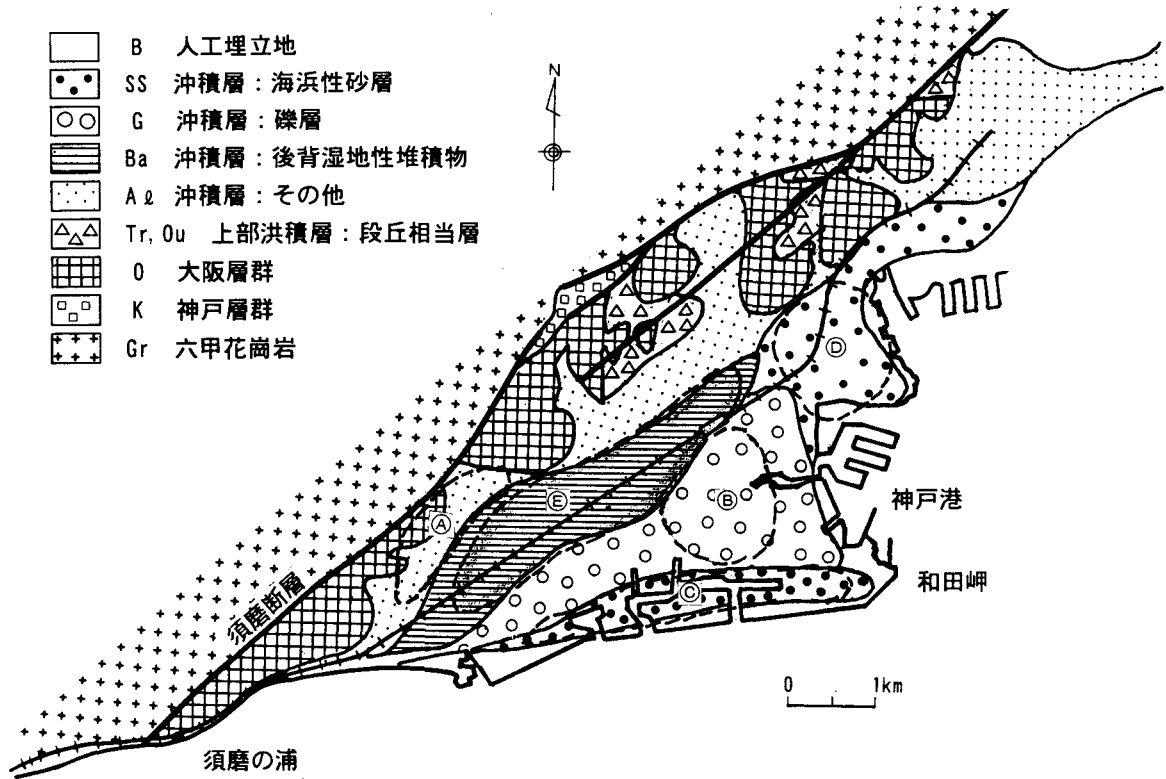 B 人工埋立地
SS 沖積層：海浜性砂層
G 沖積層：礫層
Ba 沖積層：後背湿地性堆積物
Aℓ 沖積層：その他
Tr, Ou 上部洪積層：段丘相当層
O 大阪層群
K 神戸層群
Gr 六甲花崗岩
N
Ⓓ
Ⓔ
Ⓑ
Ⓐ
神戸港
和田岬
Ⓒ
須磨断層
0 1km
須磨の浦